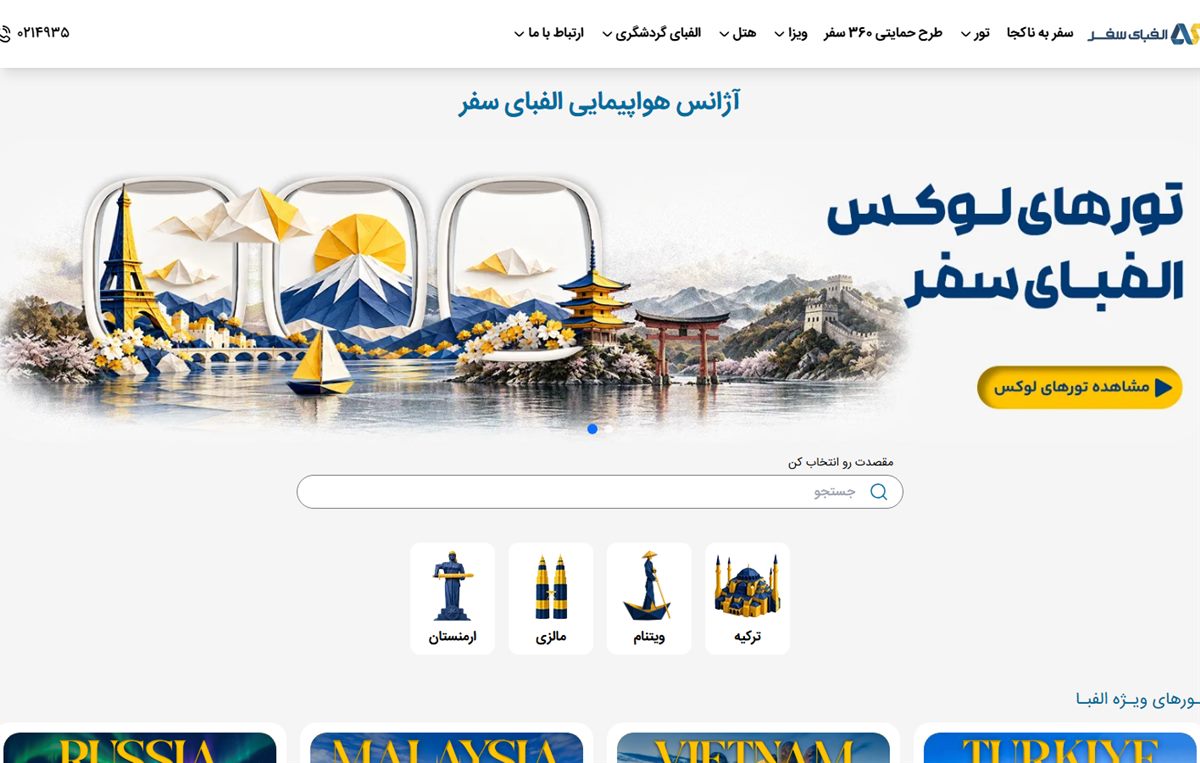 الفبای سفر
سفر به ناکجا
تور
طرح حمایتی ۳۶۰ سفر
ویزا
هتل
الفبای گردشگری
ارتباط با ما
۰۲۱۴۹۳۵
آژانس هواپیمایی الفبای سفر
تورهای لوکس
الفبای سفر
مشاهده تورهای لوکس
مقصدت رو انتخاب کن
جستجو
ترکیه
ویتنام
مالزی
ارمنستان
تورهای ویژه الفبا
TURKIYE
VIETNAM
MALAYSIA
RUSSIA